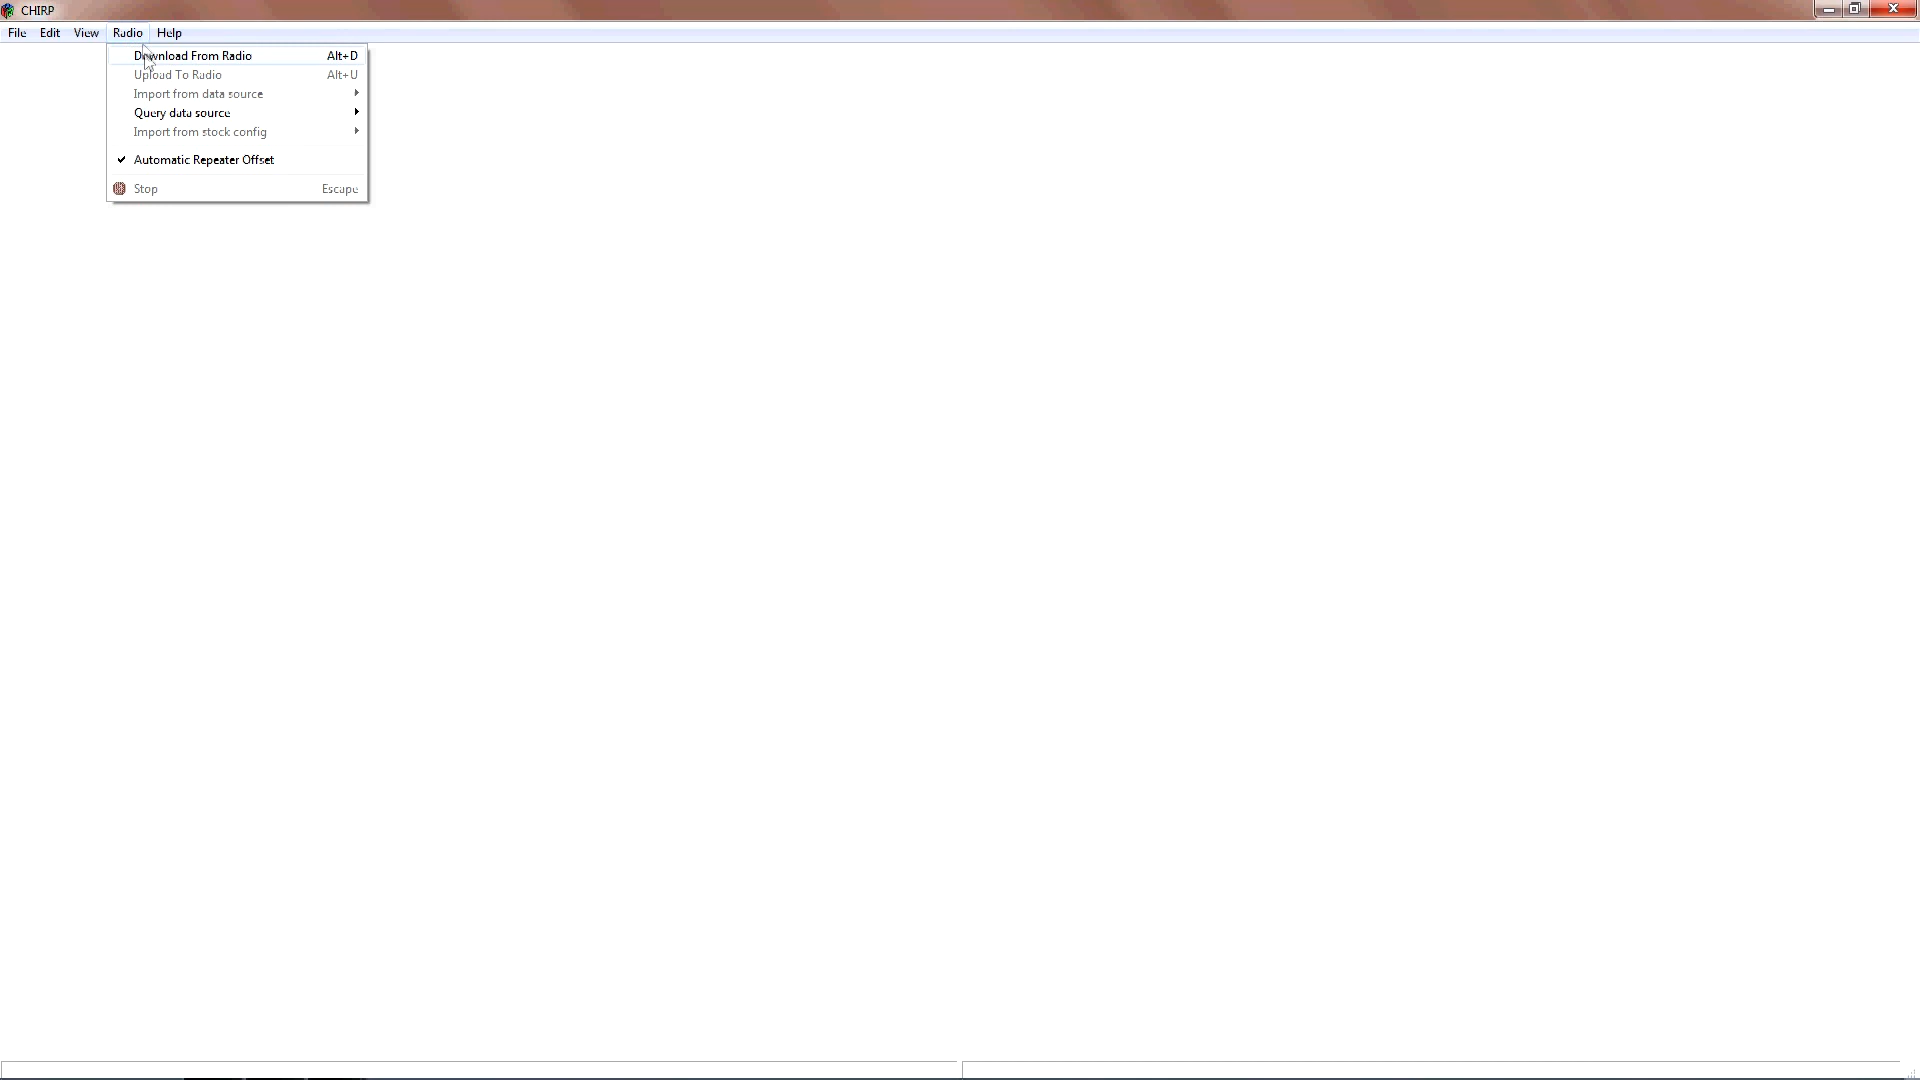 CHIRP
File Edit View Radio Help
Download From Radio Alt+D
Upload To Radio Alt+U
Import from data source
Query data source
Import from stock config
Automatic Repeater Offset
Stop Escape